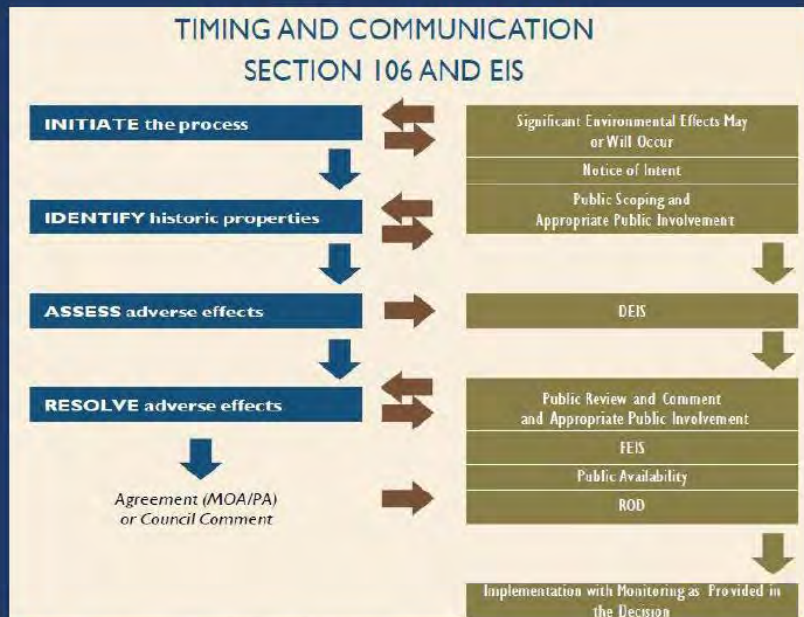 TIMING AND COMMUNICATION
SECTION 106 AND EIS
INITIATE the process
IDENTIFY historic properties
ASSESS adverse effects
RESOLVE adverse effects
Agreement (MOA/PA)
or Council Comment
Significant Environmental Effects May
or Will Occur
Notice of Intent
Public Scoping and
Appropriate Public Involvement
DEIS
Public Review and Comment
and Appropriate Public Involvement
FEIS
Public Availability
ROD
Implementation with Monitoring as Provided in
the Decision